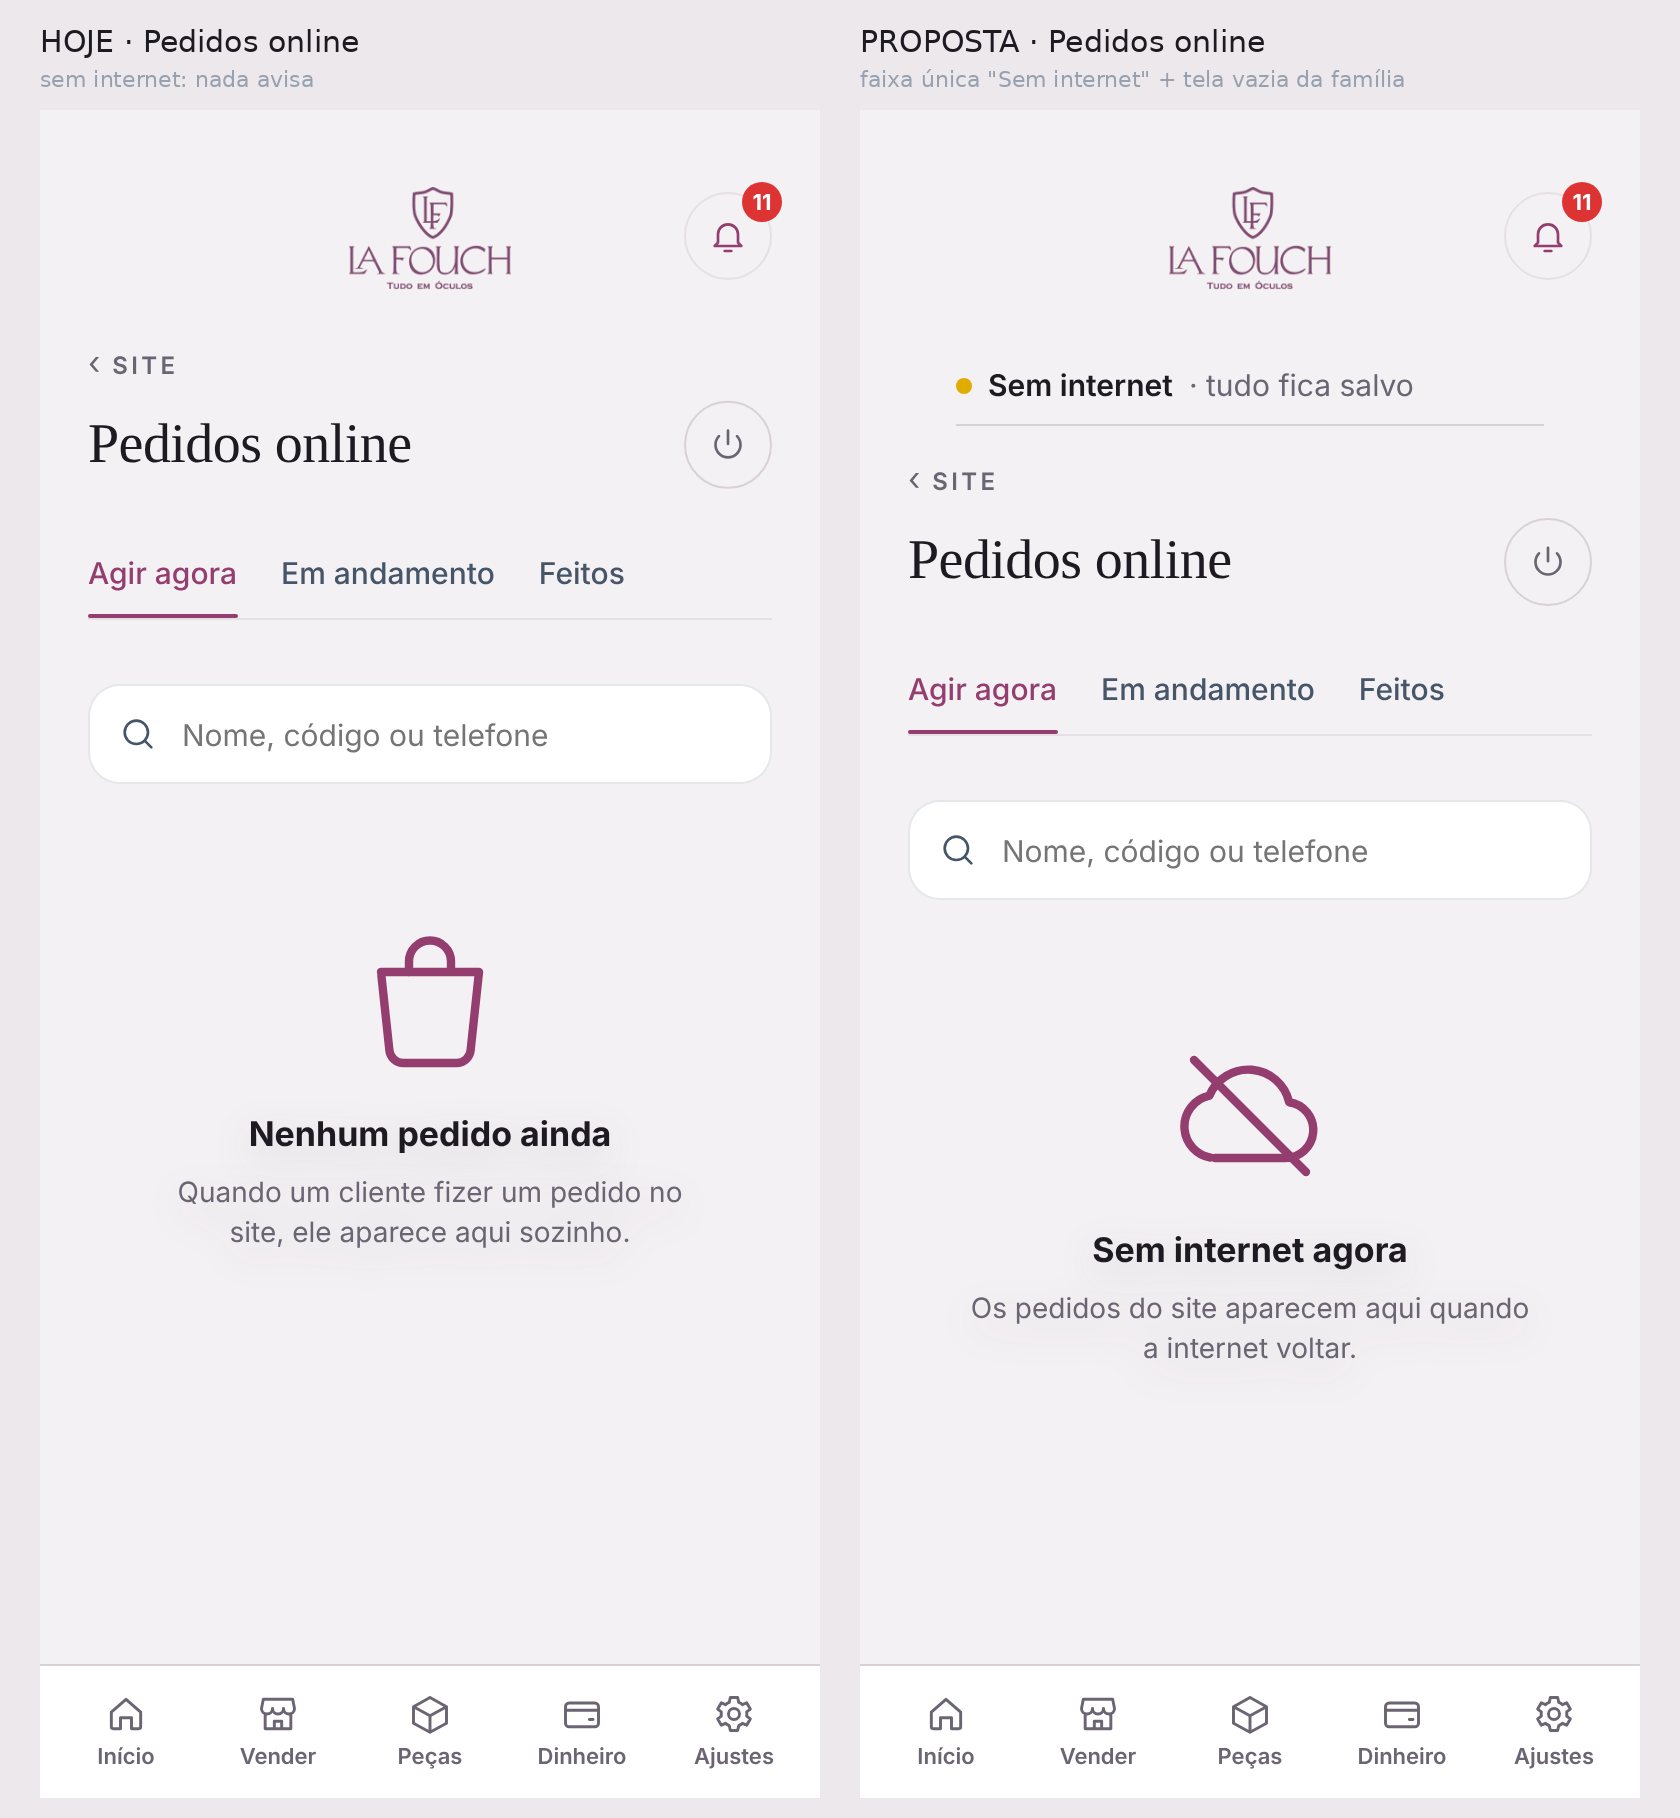 HOJE · Pedidos online
sem internet: nada avisa
LF
LA FOUCH
TUDO EM ÓCULOS
11
‹ SITE
Pedidos online
Agir agora Em andamento Feitos
Nome, código ou telefone
Nenhum pedido ainda
Quando um cliente fizer um pedido no
site, ele aparece aqui sozinho.
Início Vender Peças Dinheiro Ajustes
PROPOSTA · Pedidos online
faixa única "Sem internet" + tela vazia da família
LF
LA FOUCH
TUDO EM ÓCULOS
11
Sem internet · tudo fica salvo
‹ SITE
Pedidos online
Agir agora Em andamento Feitos
Nome, código ou telefone
Sem internet agora
Os pedidos do site aparecem aqui quando
a internet voltar.
Início Vender Peças Dinheiro Ajustes